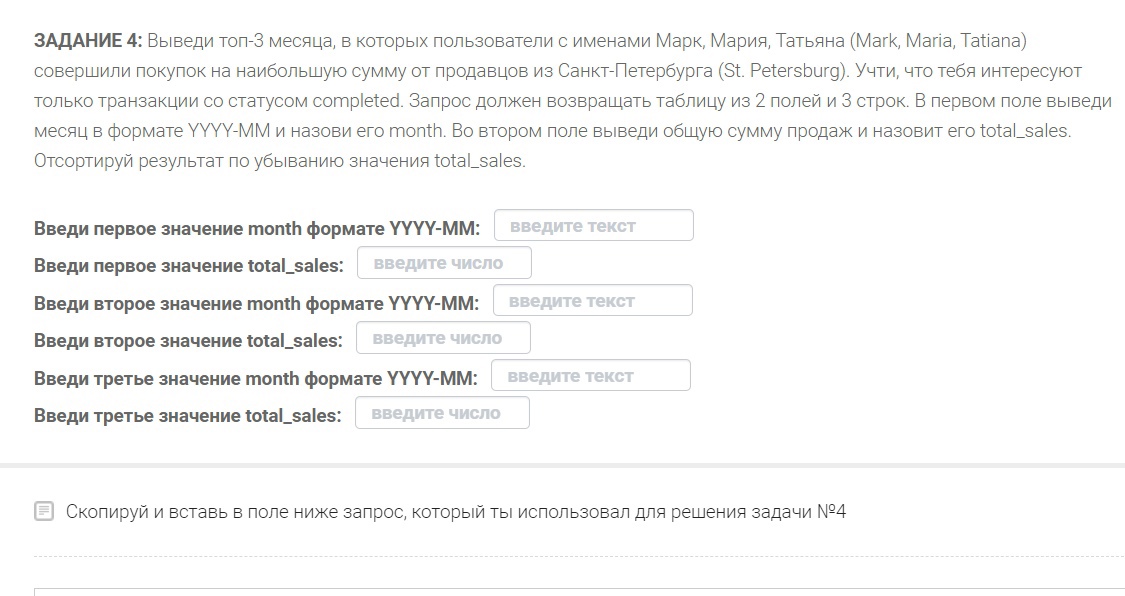 ЗАДАНИЕ 4: Выведи топ-3 месяца, в которых пользователи с именами Марк, Мария, Татьяна (Mark, Maria, Tatiana)
совершили покупок на наибольшую сумму от продавцов из Санкт-Петербурга (St. Petersburg). Учти, что тебя интересуют
только транзакции со статусом completed. Запрос должен возвращать таблицу из 2 полей и 3 строк. В первом поле выведи
месяц в формате YYYY-MM и назови его month. Во втором поле выведи общую сумму продаж и назовит его total_sales.
Отсортируй результат по убыванию значения total_sales.
Введи первое значение month формате YYYY-MM: введите текст
Введи первое значение total_sales: введите число
Введи второе значение month формате YYYY-MM: введите текст
Введи второе значение total_sales: введите число
Введи третье значение month формате YYYY-MM: введите текст
Введи третье значение total_sales: введите число
Скопируй и вставь в поле ниже запрос, который ты использовал для решения задачи №4